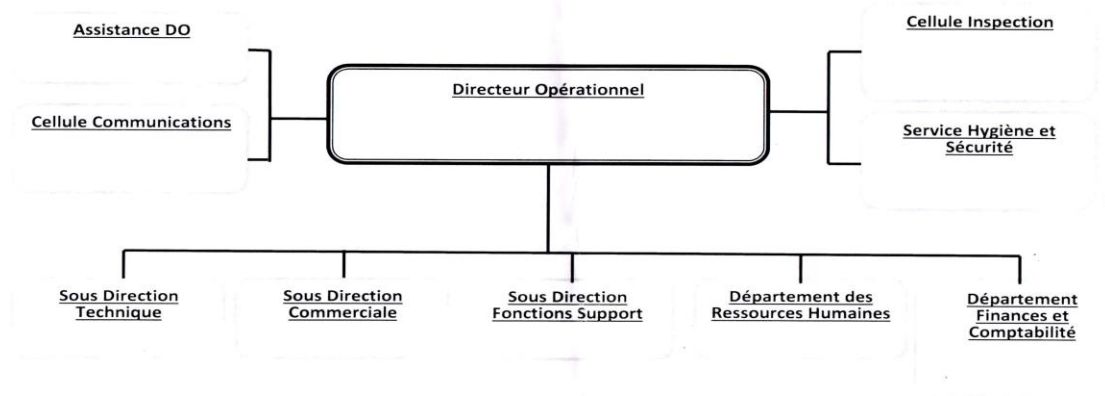 Assistance DO
Cellule Inspection
Directeur Opérationnel
Cellule Communications
Service Hygiène et
Sécurité
Sous Direction
Technique
Sous Direction
Commerciale
Sous Direction
Fonctions Support
Département des
Ressources Humaines
Département
Finances et
Comptabilité